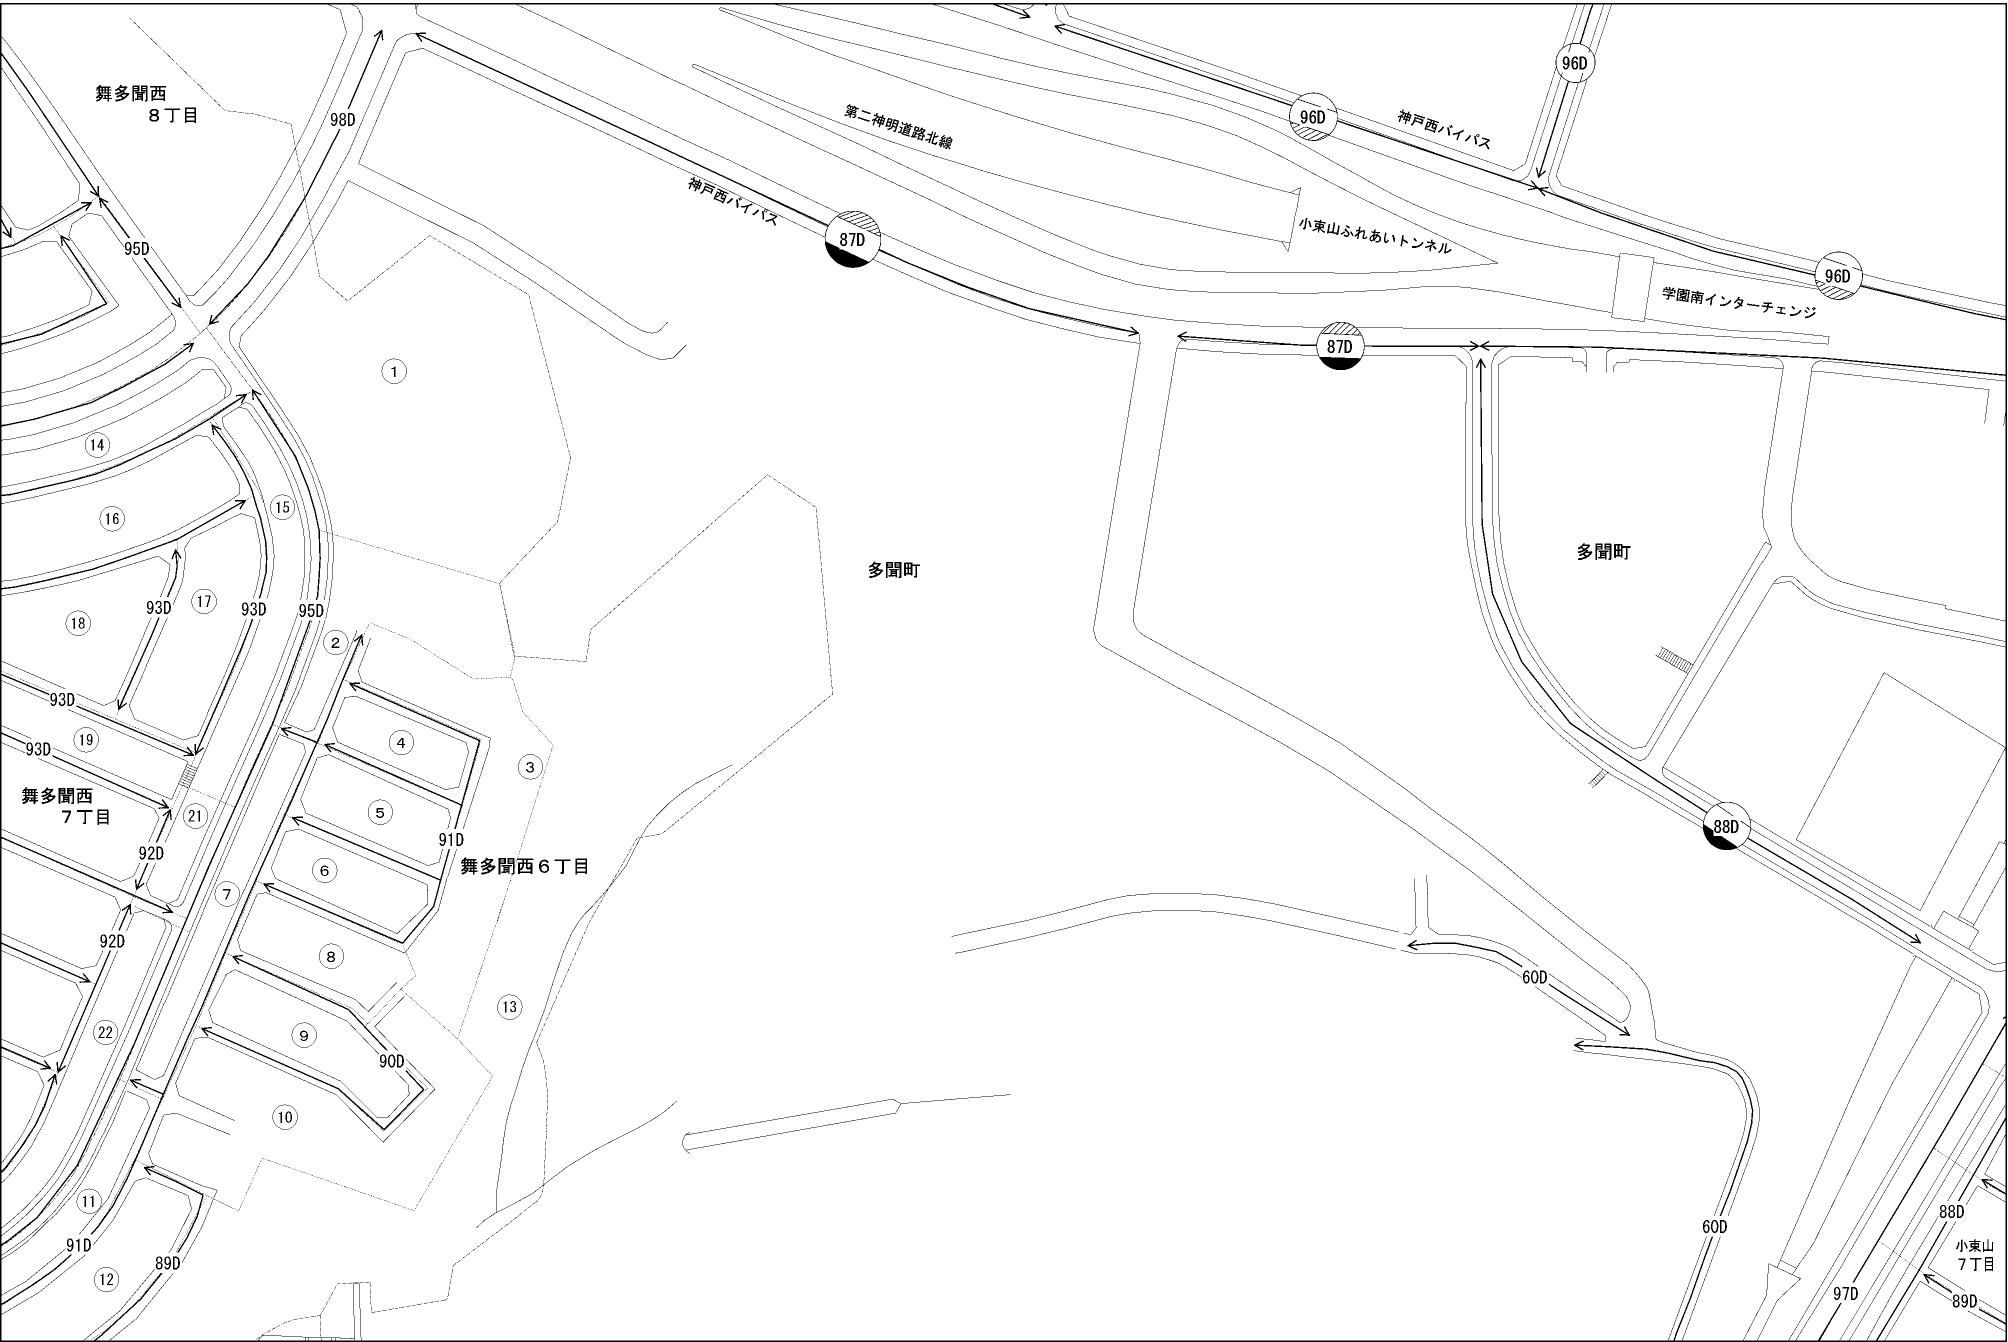 96D
舞多聞西
８丁目
98D
第二神明道路北線
96D
神戸西バイパス
神戸西バイパス
95D
87D
小東山ふれあいトンネル
96D
学園南インターチェンジ
87D
1
14
15
16
多聞町
多聞町
93D
17
93D
95D
18
2
93D
19
4
3
93D
舞多聞西
７丁目
21
5
91D
88D
92D
6
舞多聞西６丁目
7
92D
8
60D
22
9
13
90D
10
11
91D
89D
12
60D
88D
小東山
７丁目
97D
89D